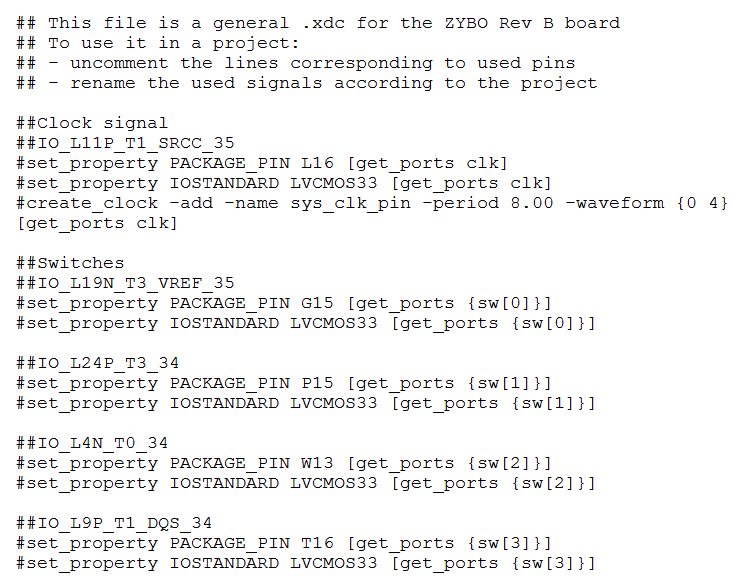 ## This file is a general .xdc for the ZYBO Rev B board
## To use it in a project:
## - uncomment the lines corresponding to used pins
## - rename the used signals according to the project
##Clock signal
##IO_L11P_T1_SRCC_35
#set_property PACKAGE_PIN L16 [get_ports clk]
#set_property IOSTANDARD LVCMOS33 [get_ports clk]
#create_clock -add -name sys_clk_pin -period 8.00 -waveform {0 4}
[get_ports clk]
##Switches
##IO_L19N_T3_VREF_35
#set_property PACKAGE_PIN G15 [get_ports {sw[0]}]
#set_property IOSTANDARD LVCMOS33 [get_ports {sw[0]}]
##IO_L24P_T3_34
#set_property PACKAGE_PIN P15 [get_ports {sw[1]}]
#set_property IOSTANDARD LVCMOS33 [get_ports {sw[1]}]
##IO_L4N_T0_34
#set_property PACKAGE_PIN W13 [get_ports {sw[2]}]
#set_property IOSTANDARD LVCMOS33 [get_ports {sw[2]}]
##IO_L9P_T1_DQS_34
#set_property PACKAGE_PIN T16 [get_ports {sw[3]}]
#set_property IOSTANDARD LVCMOS33 [get_ports {sw[3]}]